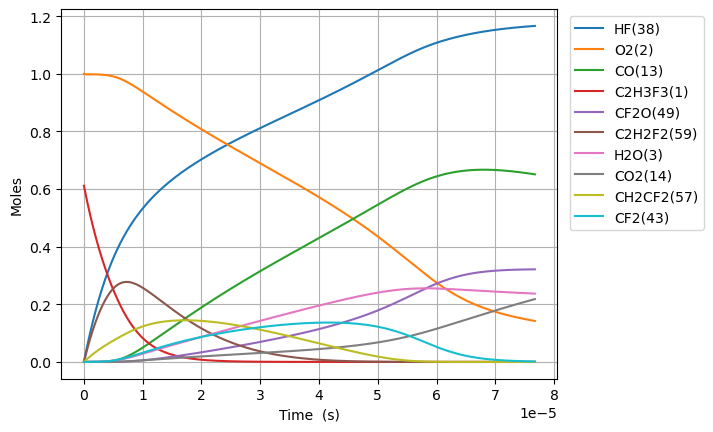 1.2
1.0
0.8
0.6
0.4
0.2
0.0
Moles
0 1 2 3 4 5 6 7 8
1e−5
Time (s)
HF(38)
O2(2)
CO(13)
C2H3F3(1)
CF2O(49)
C2H2F2(59)
H2O(3)
CO2(14)
CH2CF2(57)
CF2(43)